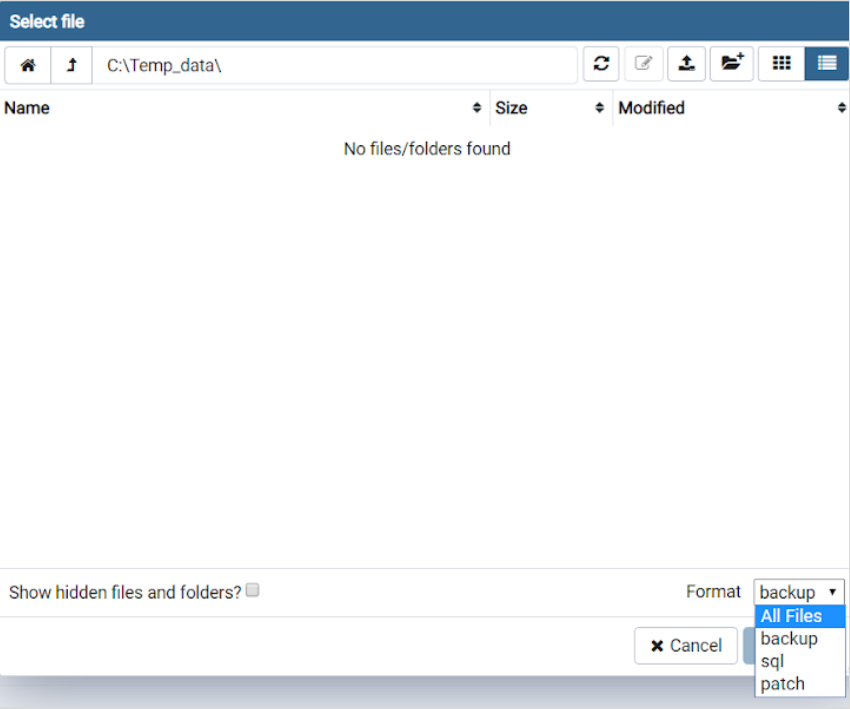 Select file
C:\Temp_data\
Name Size Modified
No files/folders found
Show hidden files and folders? Format backup
All Files
Cancel backup
sql
patch